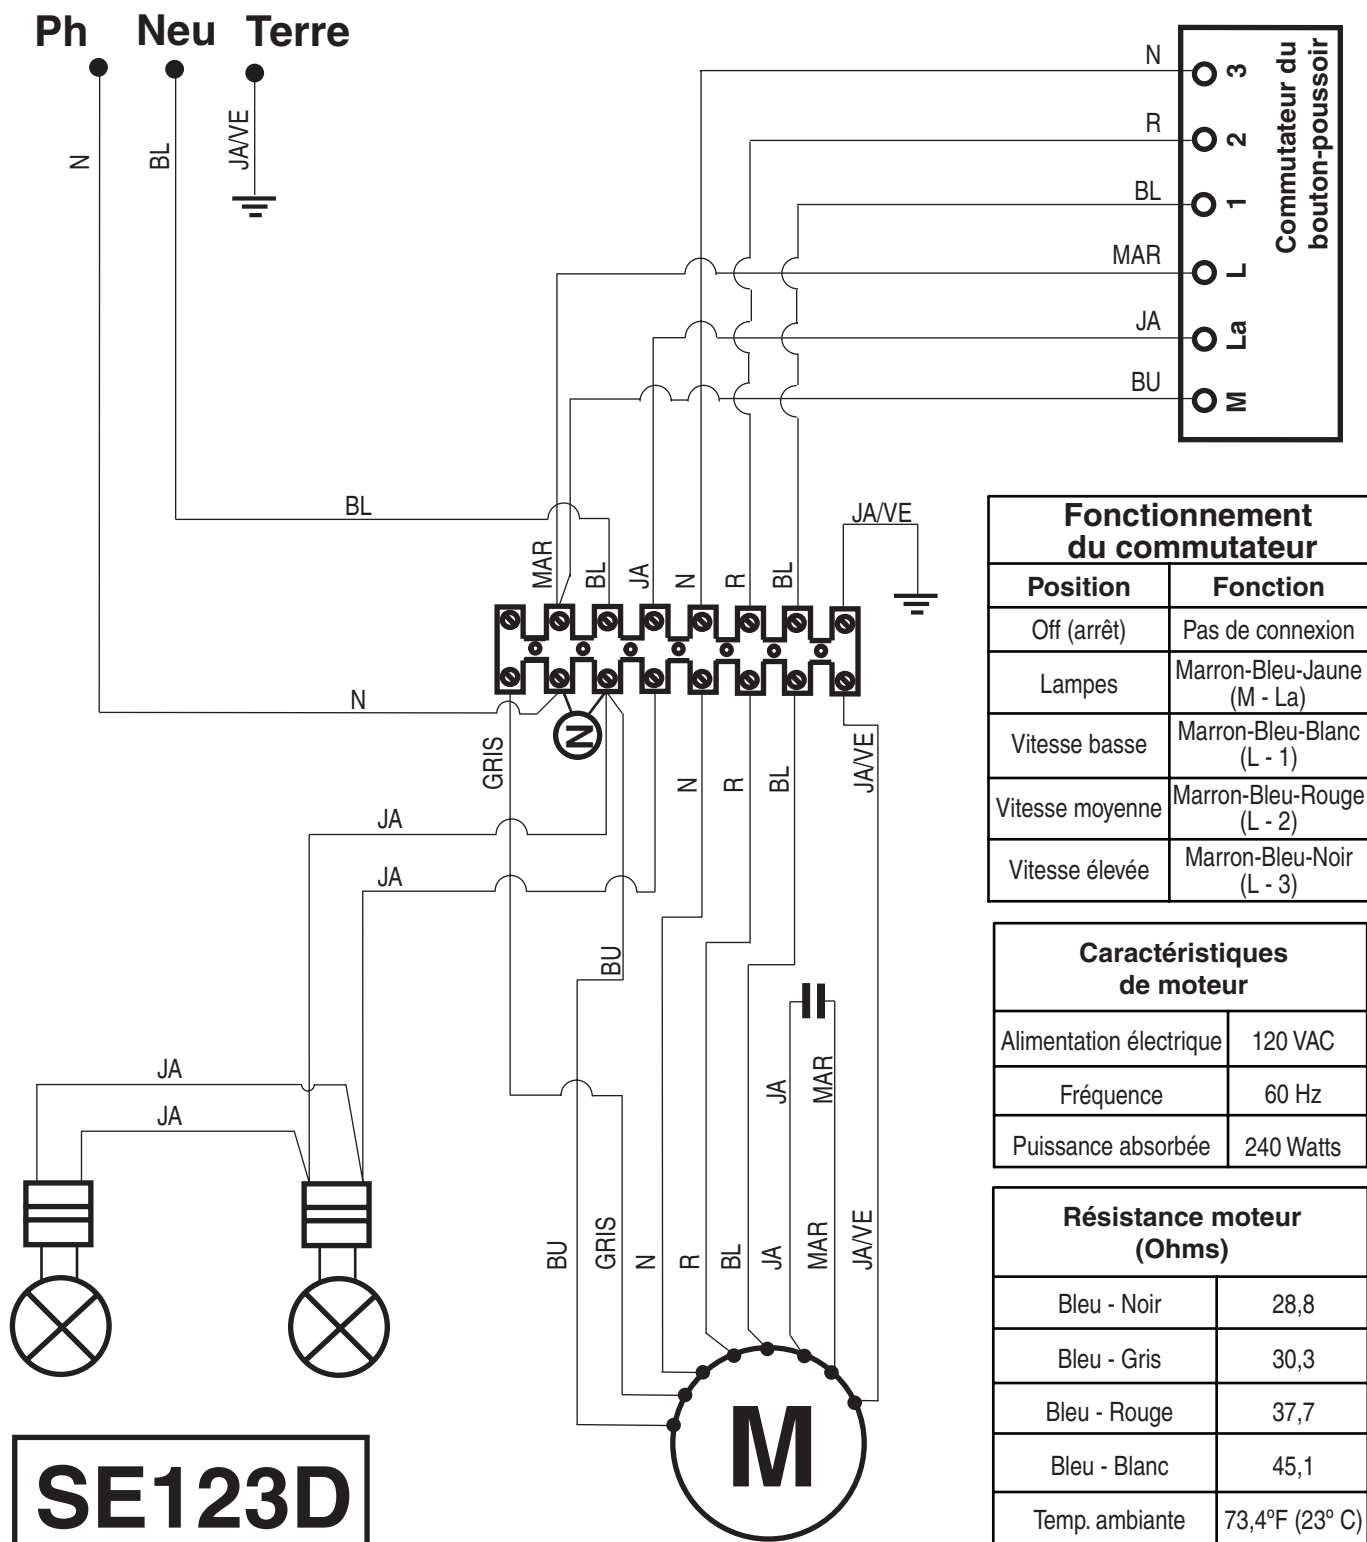 Ph Neu Terre
N
BL
JA/VE
N
R
BL
MAR
JA
BU
3
2
1
L
La
M
Commutateur du
bouton-poussoir
BL
MAR
BL
JA
N
R
BL
JA/VE
N
N
GRIS
N
R
BL
JA/VE
JA
JA
BU
JA
MAR
JA
JA
BU
GRIS
N
R
BL
JA
MAR
JA/VE
M
SE123D
Fonctionnement
du commutateur
Position Fonction
Off (arrêt) Pas de connexion
Lampes Marron-Bleu-Jaune
(M - La)
Vitesse basse Marron-Bleu-Blanc
(L - 1)
Vitesse moyenne Marron-Bleu-Rouge
(L - 2)
Vitesse élevée Marron-Bleu-Noir
(L - 3)
Caractéristiques
de moteur
Alimentation électrique 120 VAC
Fréquence 60 Hz
Puissance absorbée 240 Watts
Résistance moteur
(Ohms)
Bleu - Noir 28,8
Bleu - Gris 30,3
Bleu - Rouge 37,7
Bleu - Blanc 45,1
Temp. ambiante 73,4ºF (23º C)